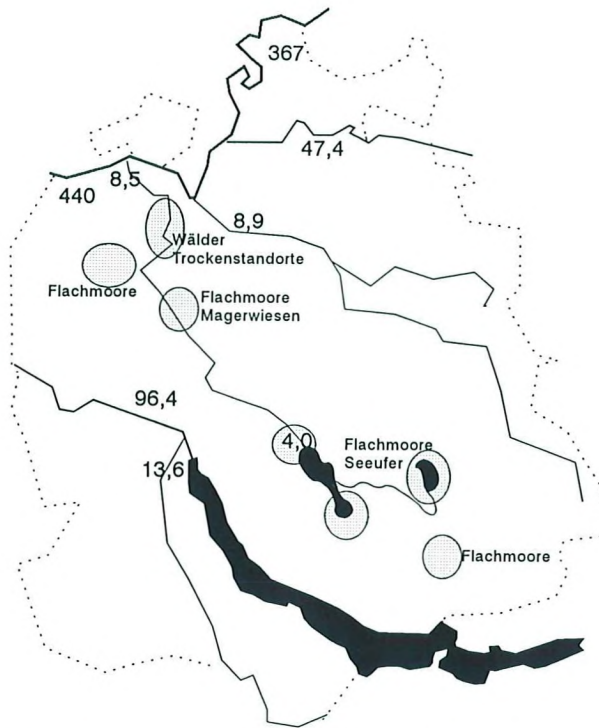 367
47,4
8,5
440
8,9
Wälder
Trockenstandorte
Flachmoore
Flachmoore
Magerwiesen
96,4
4,0
Flachmoore
Seeufer
13,6
Flachmoore